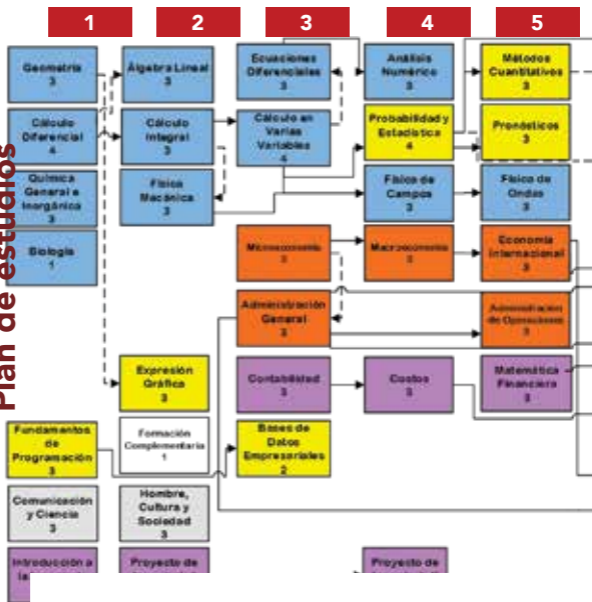 1 2 3 4 5
Plan de estudios
Geometría
3
Álgebra Lineal
3
Ecuaciones
Diferenciales
3
Análisis
Numérico
3
Métodos
Cuantitativos
3
Cálculo
Diferencial
4
Cálculo
Integral
3
Cálculo en
Varias
Variables
4
Probabilidad y
Estadística
4
Pronósticos
3
Química
General e
Inorgánica
3
Física
Mecánica
3
Física de
Campos
3
Física de
Ondas
3
Biología
1
Microeconomía
3
Macroeconomía
3
Economía
Internacional
3
Administración
General
3
Administración
de Operaciones
3
Expresión
Gráfica
3
Contabilidad
3
Costos
3
Matemática
Financiera
3
Fundamentos
de
Programación
3
Formación
Complementaria
1
Bases de
Datos
Empresariales
2
Comunicación
y Ciencia
3
Hombre,
Cultura y
Sociedad
3
Introducción a
la
Proyecto de
Proyecto de